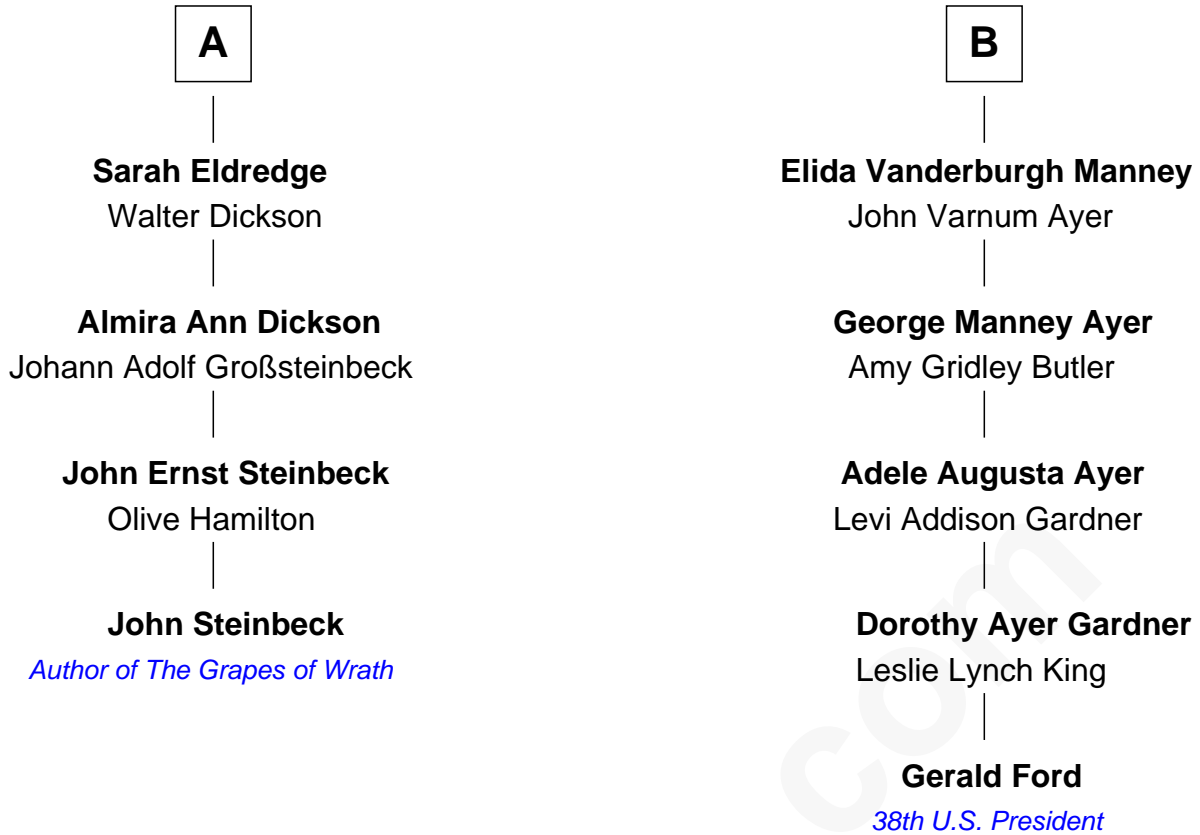 A
Sarah Eldredge
Walter Dickson
Almira Ann Dickson
Johann Adolf Großsteinbeck
John Ernst Steinbeck
Olive Hamilton
John Steinbeck
Author of The Grapes of Wrath
B
Elida Vanderburgh Manney
John Varnum Ayer
George Manney Ayer
Amy Gridley Butler
Adele Augusta Ayer
Levi Addison Gardner
Dorothy Ayer Gardner
Leslie Lynch King
Gerald Ford
38th U.S. President
com